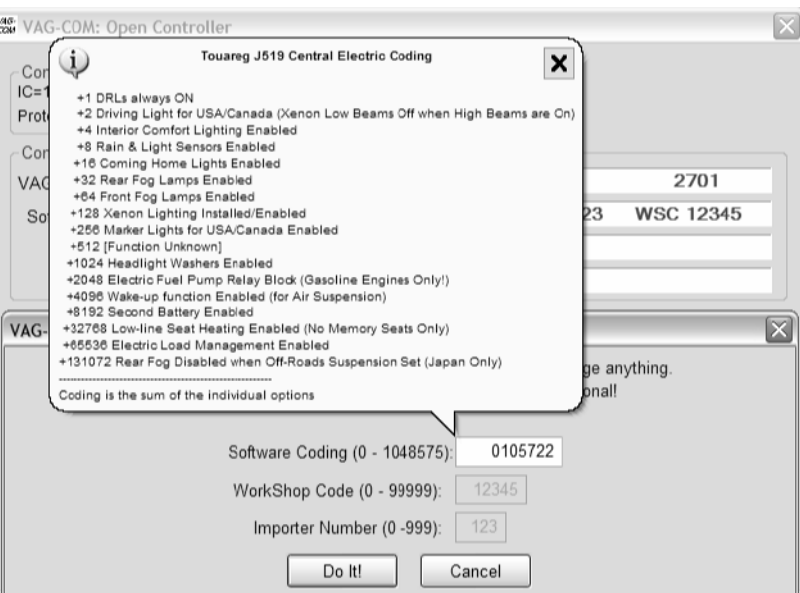 VAG-COM: Open Controller
Touareg J519 Central Electric Coding
+1 DRLs always ON
+2 Driving Light for USA/Canada (Xenon Low Beams Off when High Beams are On)
+4 Interior Comfort Lighting Enabled
+8 Rain & Light Sensors Enabled
+16 Coming Home Lights Enabled
+32 Rear Fog Lamps Enabled
+64 Front Fog Lamps Enabled
+128 Xenon Lighting Installed/Enabled
+256 Marker Lights for USA/Canada Enabled
+512 [Function Unknown]
+1024 Headlight Washers Enabled
+2048 Electric Fuel Pump Relay Block (Gasoline Engines Only!)
+4096 Wake-up function Enabled (for Air Suspension)
+8192 Second Battery Enabled
+32768 Low-line Seat Heating Enabled (No Memory Seats Only)
+65536 Electric Load Management Enabled
+131072 Rear Fog Disabled when Off-Roads Suspension Set (Japan Only)
Coding is the sum of the individual options
Con
IC=1
Prot
Con
VAG 2701
Sof 23 WSC 12345
VAG-
ge anything.
onal!
Software Coding (0 - 1048575): 0105722
WorkShop Code (0 - 99999): 12345
Importer Number (0 -999): 123
Do It! Cancel